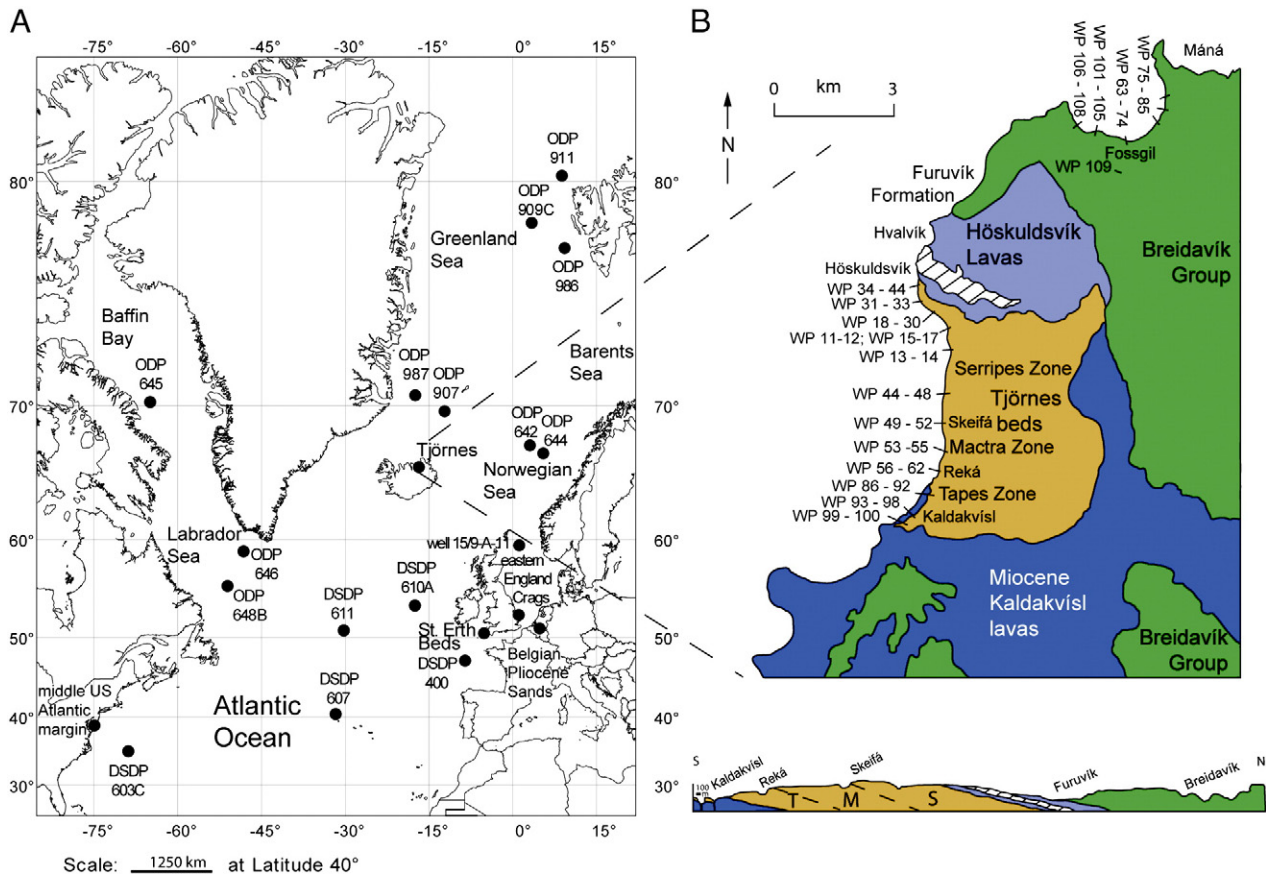 A
-75°
-60°
-45°
-30°
-15°
0°
15°
80°
70°
60°
50°
40°
30°
ODP
911
ODP
909C
Greenland
Sea
ODP
986
Baffin
Bay
ODP
645
ODP
987
ODP
907
Barents
Sea
ODP
642
ODP
644
Tjörnes
Norwegian
Sea
Labrador
Sea
ODP
646
ODP
648B
well 15/9-A-11
eastern
England
Crags
DSDP
610A
DSDP
611
St. Erth
Beds
DSDP
400
Belgian
Pliocene
Sands
DSDP
607
middle US
Atlantic
margin
Atlantic
Ocean
DSDP
603C
-75°
-60°
-45°
-30°
-15°
0°
15°
Scale: 1250 km at Latitude 40°
B
0 km 3
N
WP 106 - 108
WP 101 - 105
WP 63 - 74
WP 75 - 85
Máná
Fossgil
WP 109
Furuvík
Formation
Hvalvík
Höskuldsvík
Lavas
Breidavík
Group
Höskuldsvík
WP 34 - 44
WP 31 - 33
WP 18 - 30
WP 11-12; WP 15-17
WP 13 - 14
Serripes Zone
WP 44 - 48
Tjörnes
beds
WP 49 - 52
Skeifá
WP 53 -55
Mactra Zone
WP 56 - 62
Reká
WP 86 - 92
Tapes Zone
WP 93 - 98
WP 99 - 100
Kaldakvísl
Miocene
Kaldakvísl
lavas
Breidavík
Group
S
Kaldakvísl
Reká
Skeifá
Furuvík
Breidavík
N
100
m
T
M
S